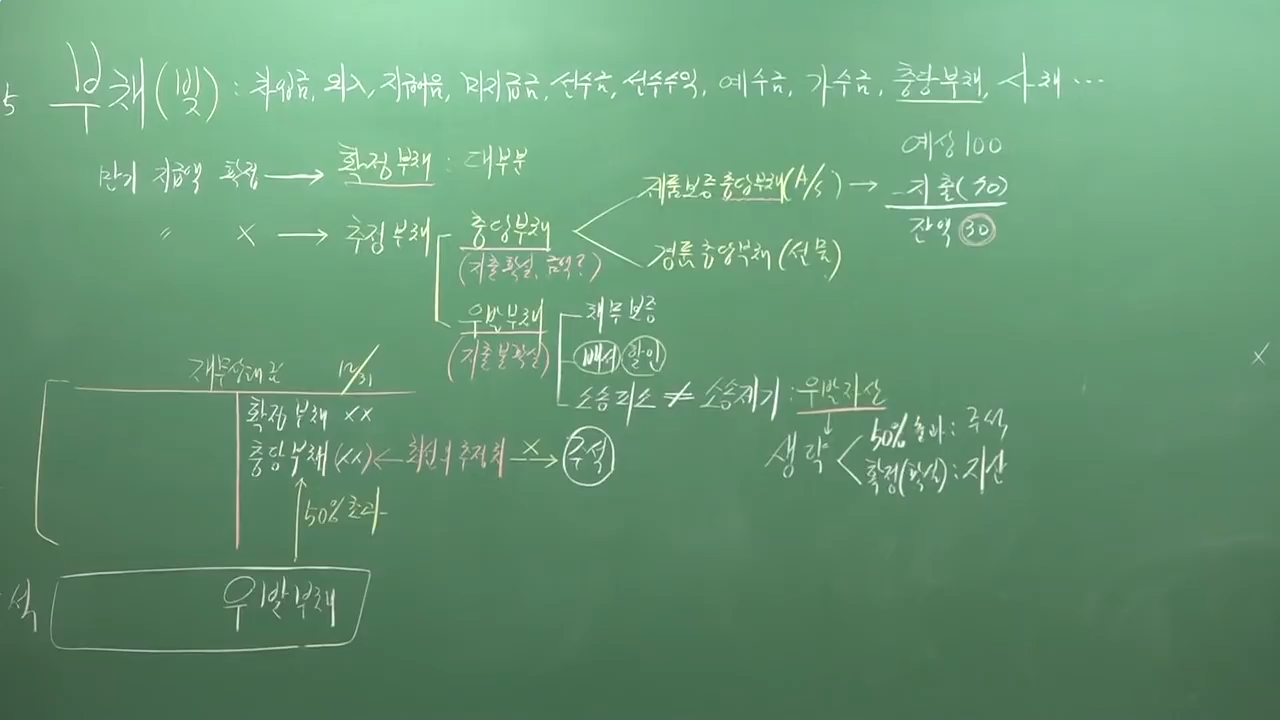 5 부채(빚) : 차입금, 외入, 지급어음, 미지급금, 선수금, 선수수익, 예수금, 가수금, 충당부채, 사채 ...
만기 지급액 확정 → 확정부채 : 대부분
〃 X → 추정부채
충당부채
(지출확실, 금액?)
제품보증충당부채(A/S) →
예상 100
지출(70)
잔액 30
경품충당부채(선물)
우발부채
(지출불확실)
채무보증
배서 할인
소송피소 ≠ 소송제기 : 우발자산
생략
50% 초과 : 주석
확정(확실) : 자산
재무상태표 12/31
확정부채 xx
충당부채(xx) ← 최선의 추정치 X → 주석
50% 초과
석
우발부채
X